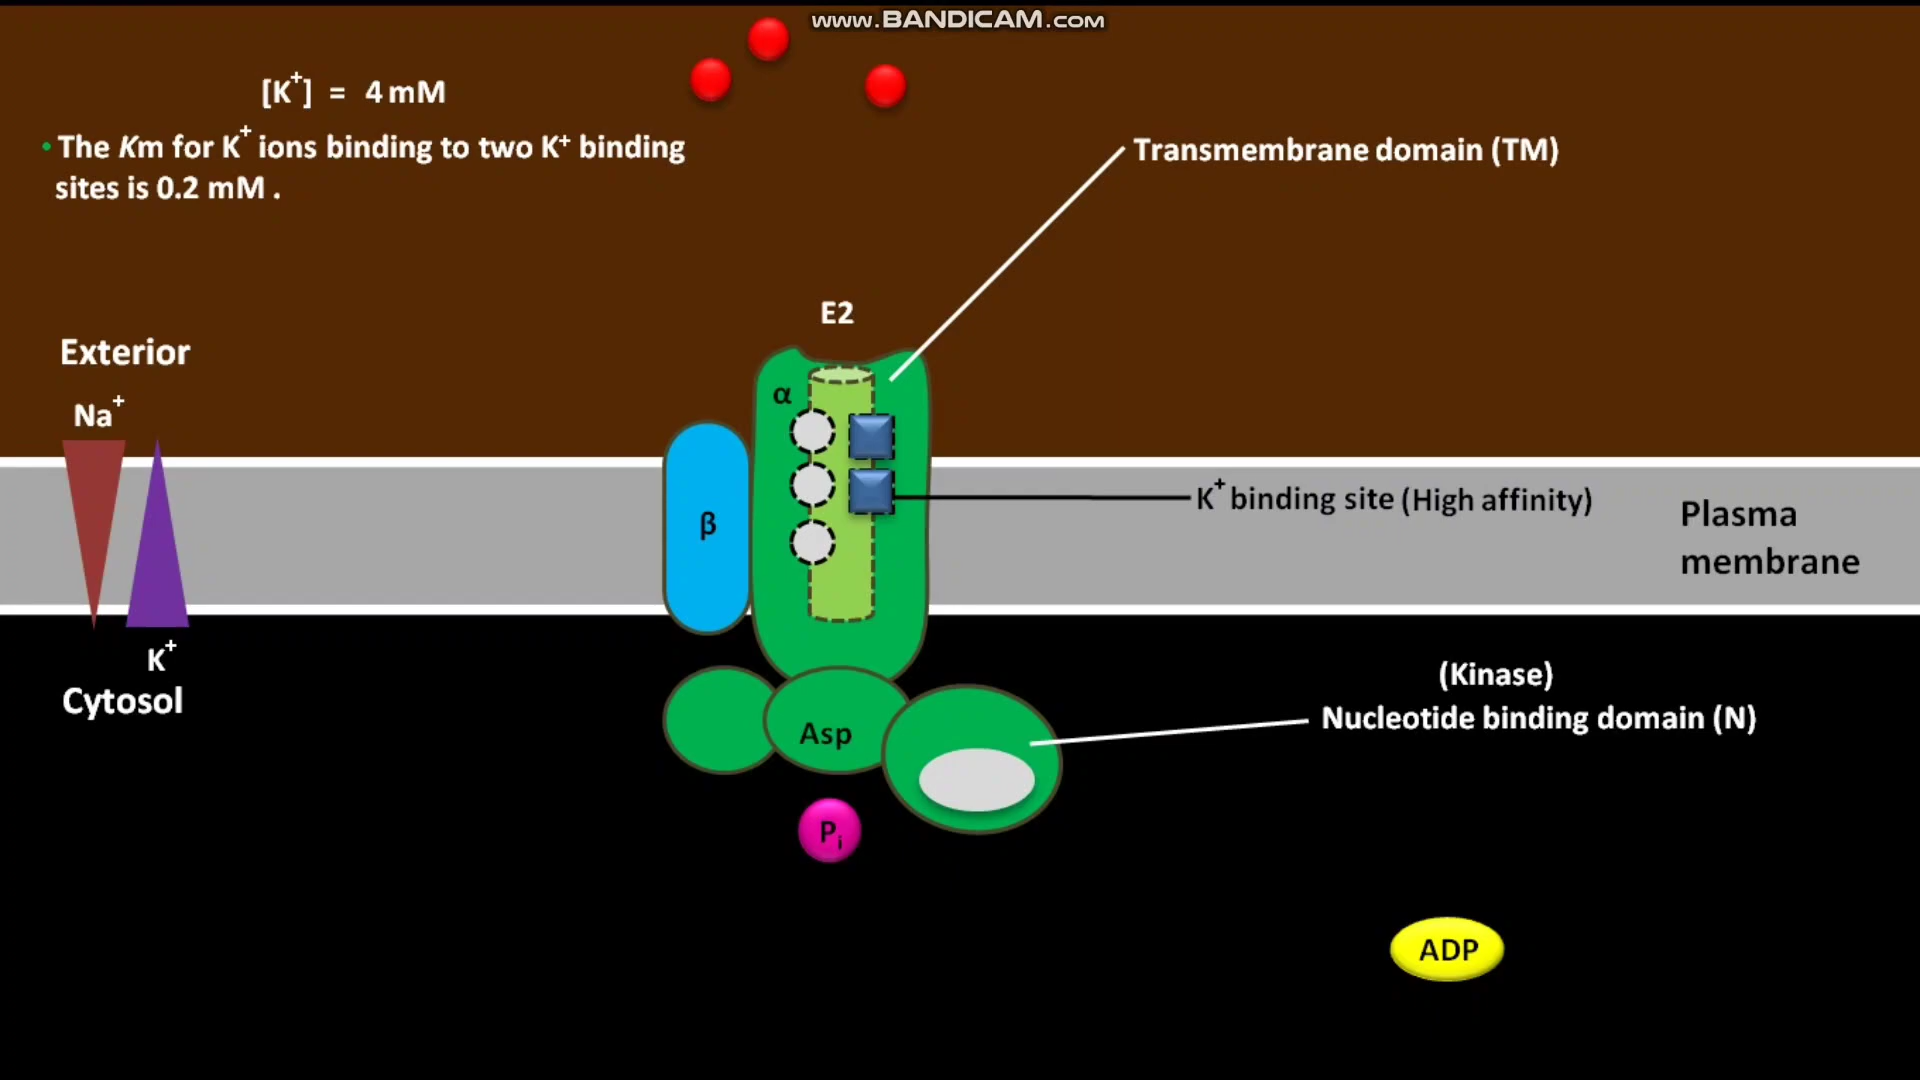 www.BANDICAM.com
[K+] = 4 mM
• The Km for K+ ions binding to two K+ binding
sites is 0.2 mM .
Transmembrane domain (TM)
E2
Exterior
Na+
α
β
K+ binding site (High affinity)
Plasma
membrane
K+
Cytosol
(Kinase)
Nucleotide binding domain (N)
Asp
Pi
ADP